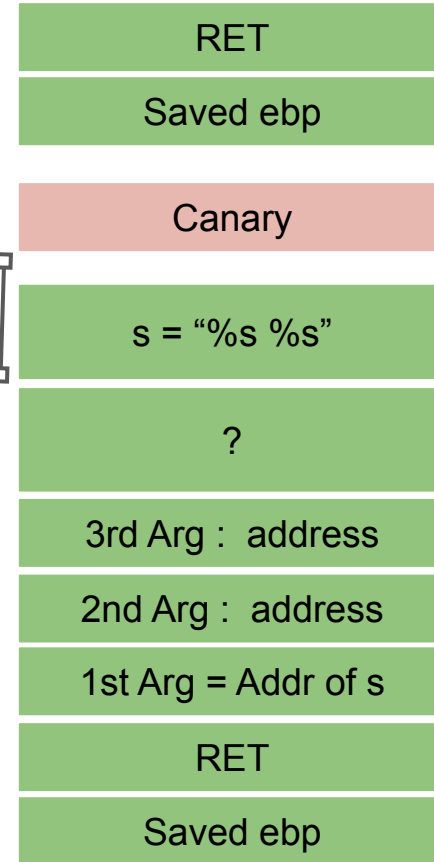 RET
Saved ebp
Canary
s = “%s %s”
?
3rd Arg : address
2nd Arg : address
1st Arg = Addr of s
RET
Saved ebp